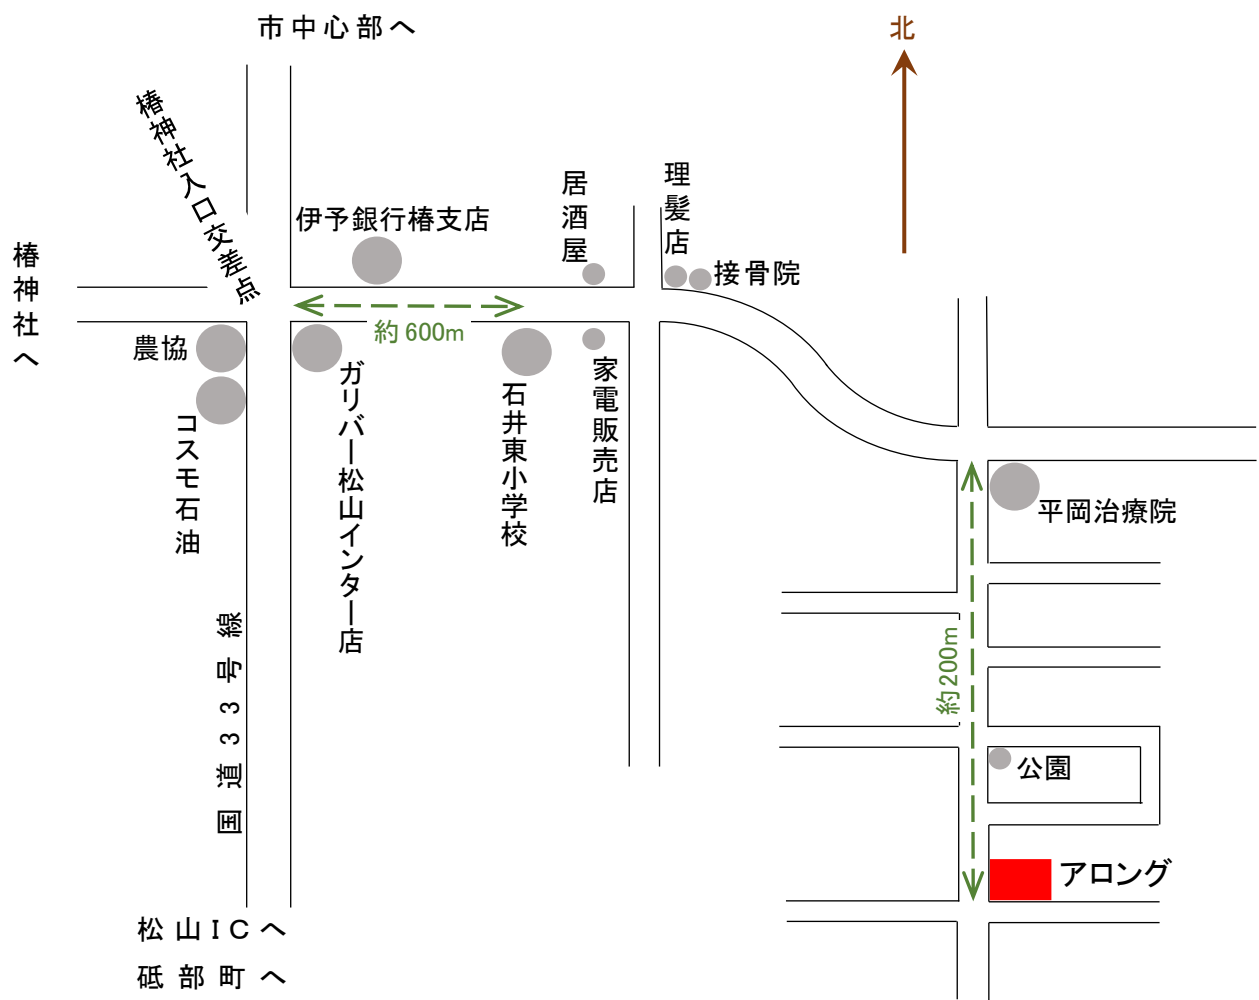 市中心部へ
北
椿神社入口交差点
椿神社へ
伊予銀行椿支店
居酒屋
理髪店
接骨院
約600m
農協
コスモ石油
ガリバー松山インター店
石井東小学校
家電販売店
平岡治療院
国道33号線
約200m
公園
アロング
松山ICへ
砥部町へ